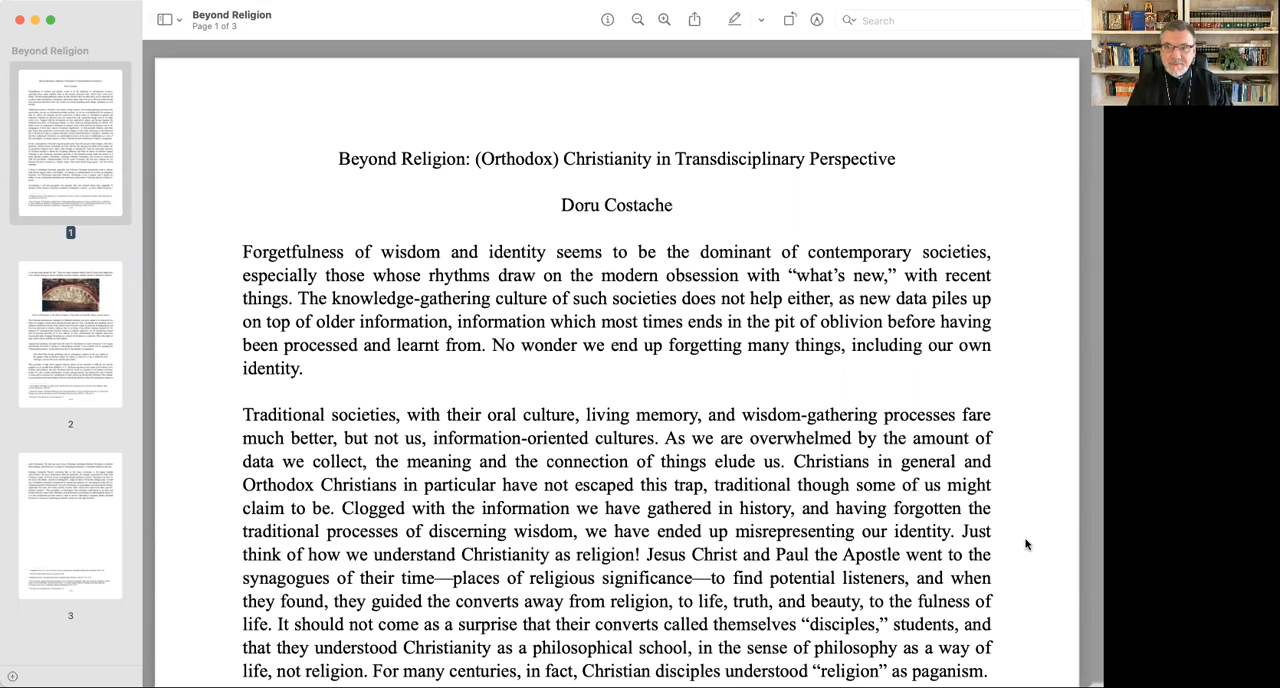 Beyond Religion
Page 1 of 3
Search
Beyond Religion
1
2
3
Beyond Religion: (Orthodox) Christianity in Transdisciplinary Perspective
Doru Costache
Forgetfulness of wisdom and identity seems to be the dominant of contemporary societies,
especially those whose rhythms draw on the modern obsession with “what’s new,” with recent
things. The knowledge-gathering culture of such societies does not help either, as new data piles up
on top of older information, information which most times ends in the pit of oblivion before having
been processed and learnt from. No wonder we end up forgetting most things, including our own
identity.
Traditional societies, with their oral culture, living memory, and wisdom-gathering processes fare
much better, but not us, information-oriented cultures. As we are overwhelmed by the amount of
data we collect, the meaning and the connection of things elude us. Christians in general and
Orthodox Christians in particular have not escaped this trap, traditional though some of us might
claim to be. Clogged with the information we have gathered in history, and having forgotten the
traditional processes of discerning wisdom, we have ended up misrepresenting our identity. Just
think of how we understand Christianity as religion! Jesus Christ and Paul the Apostle went to the
synagogues of their time—places of religious significance—to find potential listeners, and when
they found, they guided the converts away from religion, to life, truth, and beauty, to the fulness of
life. It should not come as a surprise that their converts called themselves “disciples,” students, and
that they understood Christianity as a philosophical school, in the sense of philosophy as a way of
life, not religion. For many centuries, in fact, Christian disciples understood “religion” as paganism.